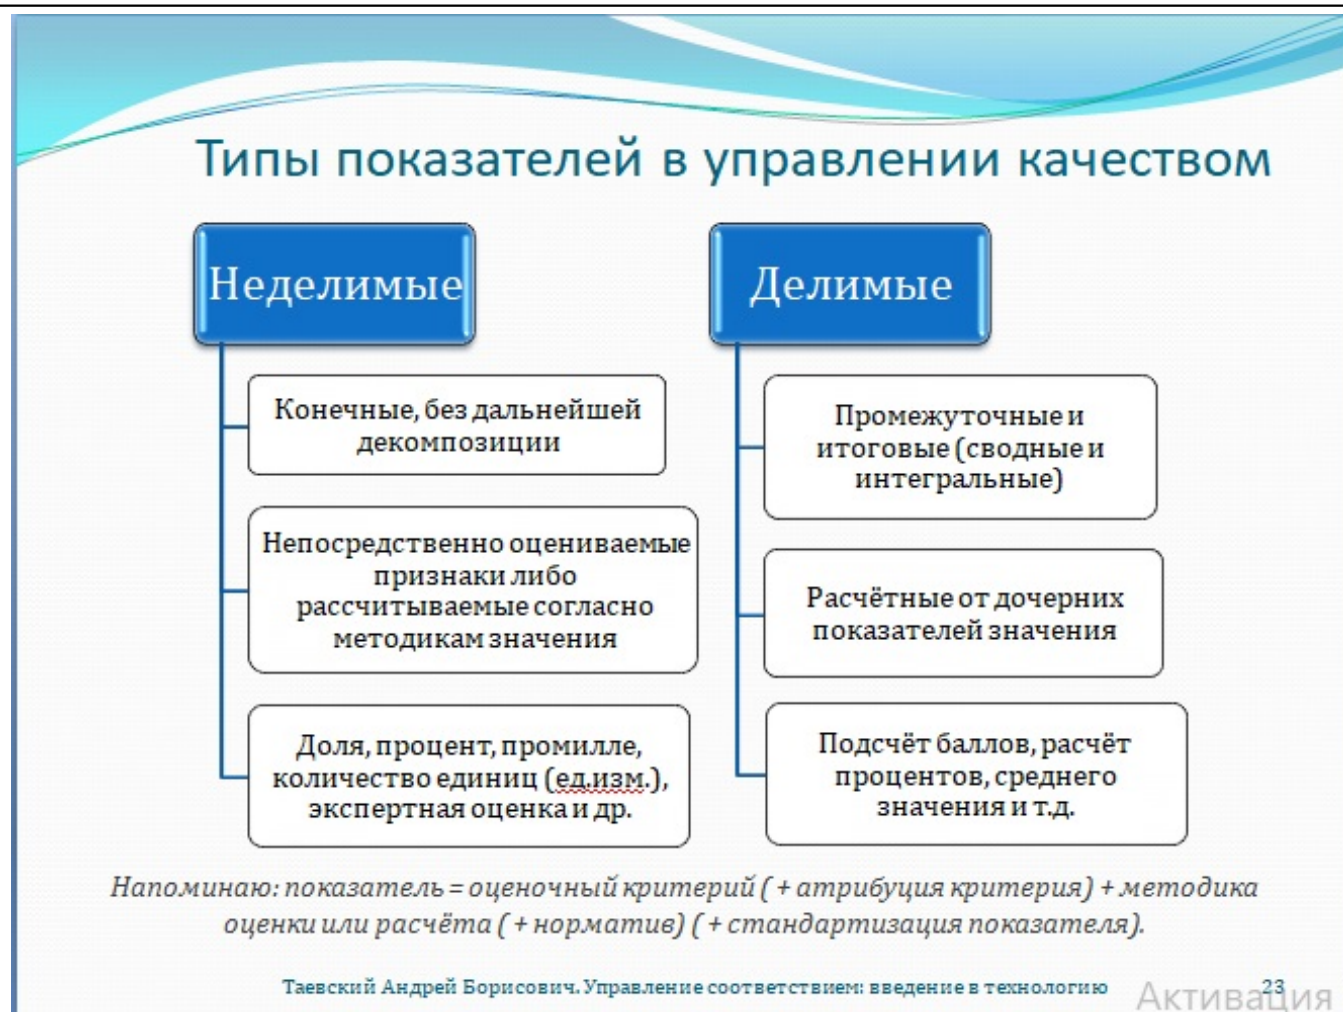 Типы показателей в управлении качеством
Неделимые
Конечные, без дальнейшей
декомпозиции
Непосредственно оцениваемые
признаки либо
рассчитываемые согласно
методикам значения
Доля, процент, промилле,
количество единиц (ед.изм.),
экспертная оценка и др.
Делимые
Промежуточные и
итоговые (сводные и
интегральные)
Расчётные от дочерних
показателей значения
Подсчёт баллов, расчёт
процентов, среднего
значения и т.д.
Напоминаю: показатель = оценочный критерий ( + атрибуция критерия) + методика
оценки или расчёта ( + норматив) ( + стандартизация показателя).
Таевский Андрей Борисович. Управление соответствием: введение в технологию
23
Активация